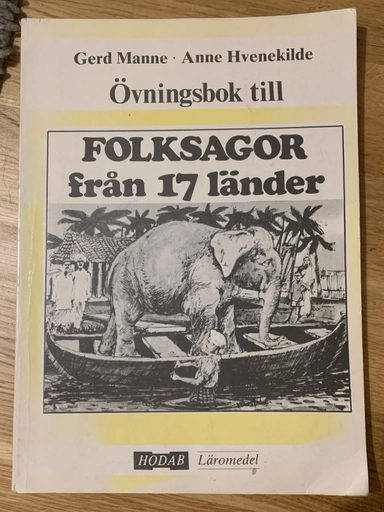 Gerd Manne · Anne Hvenekilde
Övningsbok till
FOLKSAGOR
från 17 länder
HODAB Läromedel